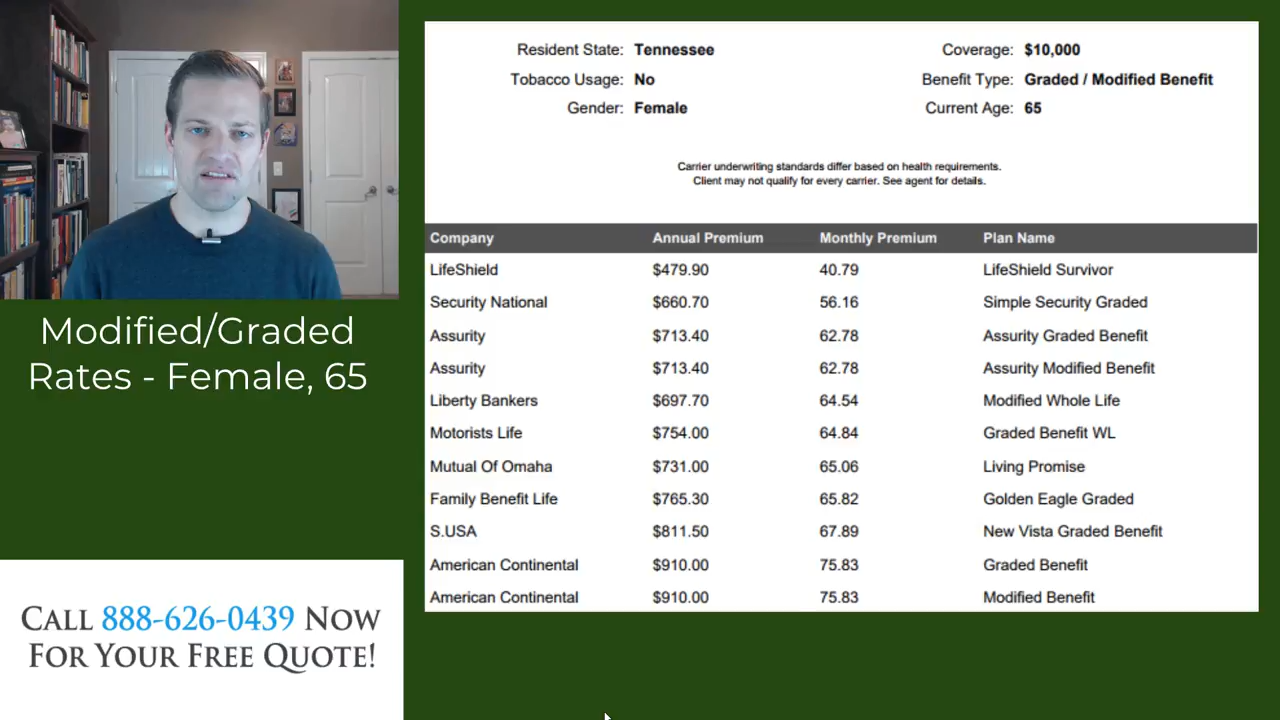 Resident State: Tennessee Coverage: $10,000
Tobacco Usage: No Benefit Type: Graded / Modified Benefit
Gender: Female Current Age: 65
Carrier underwriting standards differ based on health requirements.
Client may not qualify for every carrier. See agent for details.
Company Annual Premium Monthly Premium Plan Name
LifeShield $479.90 40.79 LifeShield Survivor
Security National $660.70 56.16 Simple Security Graded
Assurity $713.40 62.78 Assurity Graded Benefit
Assurity $713.40 62.78 Assurity Modified Benefit
Liberty Bankers $697.70 64.54 Modified Whole Life
Motorists Life $754.00 64.84 Graded Benefit WL
Mutual Of Omaha $731.00 65.06 Living Promise
Family Benefit Life $765.30 65.82 Golden Eagle Graded
S.USA $811.50 67.89 New Vista Graded Benefit
American Continental $910.00 75.83 Graded Benefit
American Continental $910.00 75.83 Modified Benefit
Modified/Graded
Rates - Female, 65
CALL 888-626-0439 NOW
FOR YOUR FREE QUOTE!